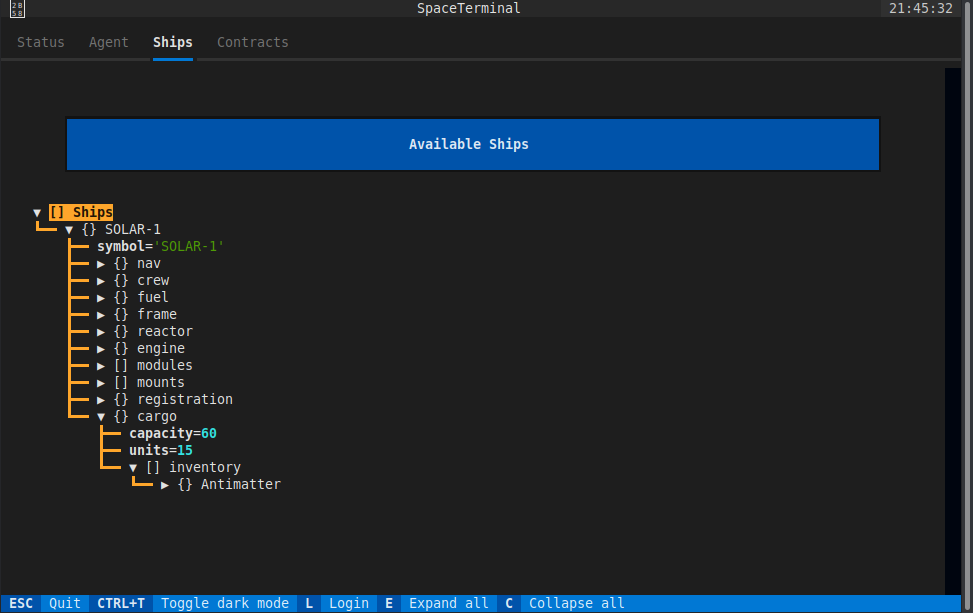 2B
58
SpaceTerminal 21:45:32
Status Agent Ships Contracts
Available Ships
▼ [] Ships
▼ {} SOLAR-1
symbol='SOLAR-1'
▶ {} nav
▶ {} crew
▶ {} fuel
▶ {} frame
▶ {} reactor
▶ {} engine
▶ [] modules
▶ [] mounts
▶ {} registration
▼ {} cargo
capacity=60
units=15
▼ [] inventory
▶ {} Antimatter
ESC Quit CTRL+T Toggle dark mode L Login E Expand all C Collapse all